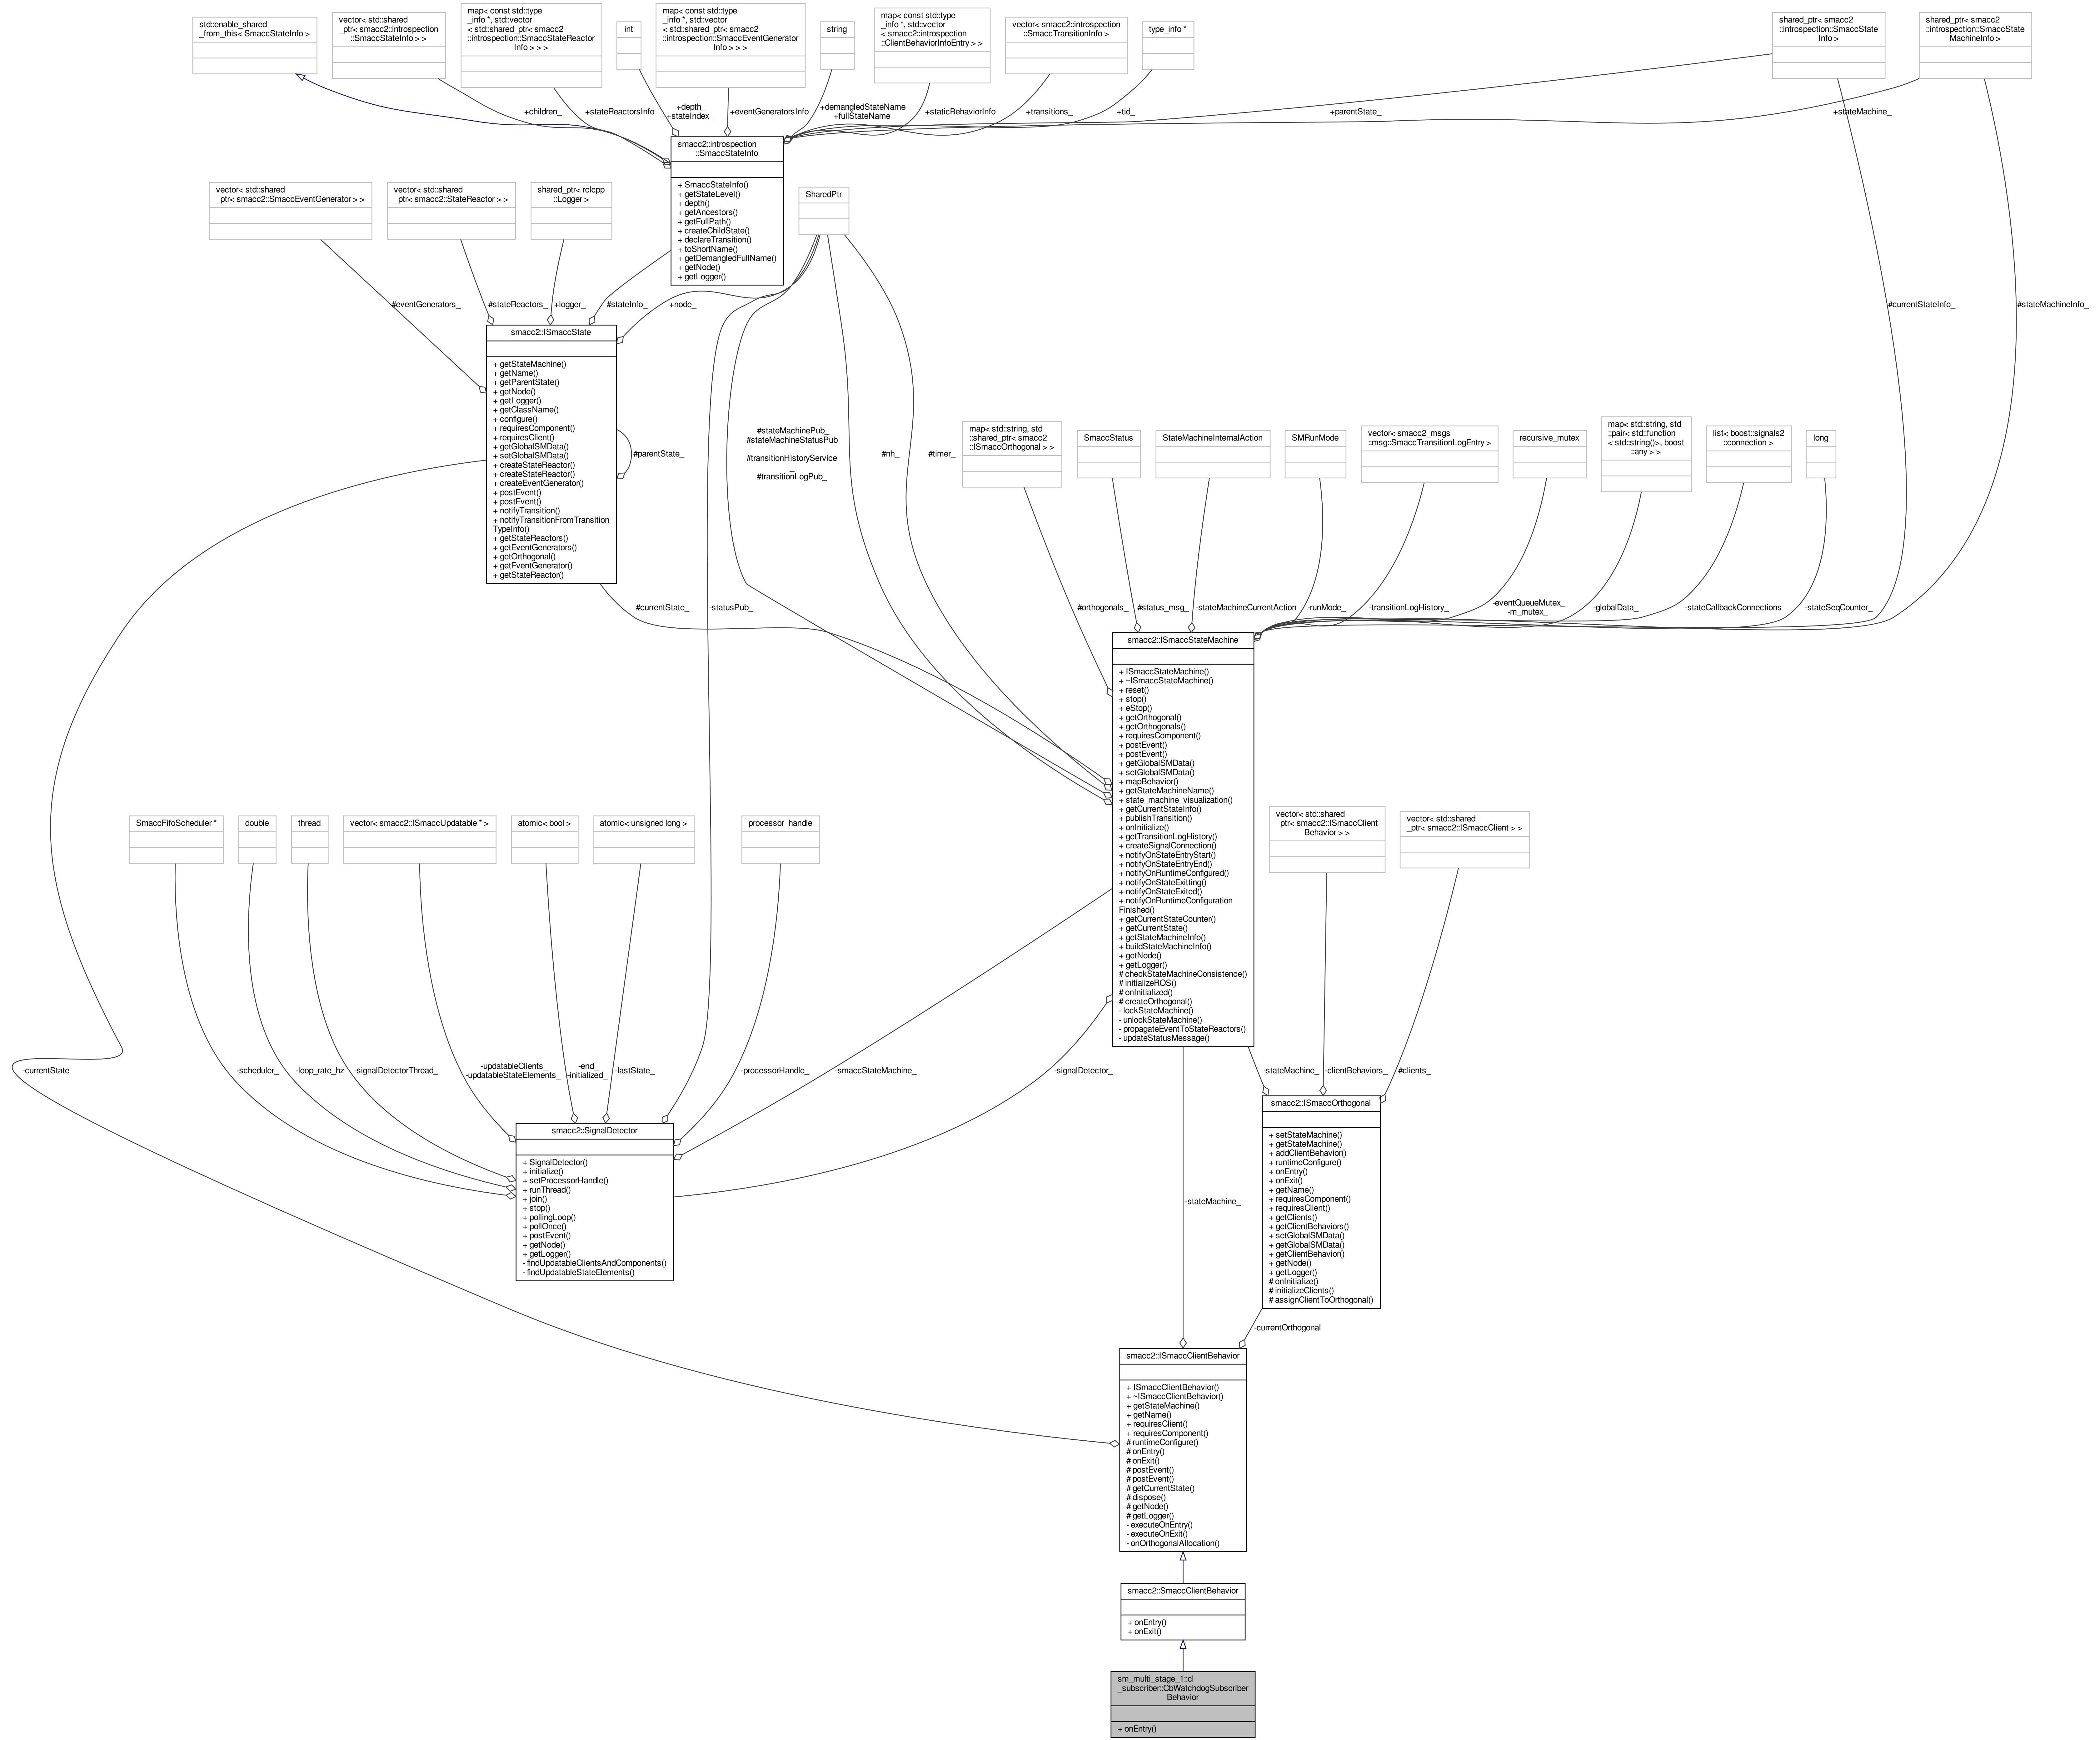 std::enable_shared
_from_this< SmaccStateInfo >
vector< std::shared
_ptr< smacc2::introspection
::SmaccStateInfo > >
map< const std::type
_info *, std::vector
< std::shared_ptr< smacc2
::introspection::SmaccStateReactor
Info > > >
int
map< const std::type
_info *, std::vector
< std::shared_ptr< smacc2
::introspection::SmaccEventGenerator
Info > > >
string
map< const std::type
_info *, std::vector
< smacc2::introspection
::ClientBehaviorInfoEntry > >
vector< smacc2::introspection
::SmaccTransitionInfo >
type_info *
shared_ptr< smacc2
::introspection::SmaccState
Info >
shared_ptr< smacc2
::introspection::SmaccState
MachineInfo >
+children_
+stateReactorsInfo
+depth_
+stateIndex_
+eventGeneratorsInfo
+demangledStateName
+fullStateName
+staticBehaviorInfo
+transitions_
+tid_
+parentState_
+stateMachine_
smacc2::introspection
::SmaccStateInfo
+ SmaccStateInfo()
+ getStateLevel()
+ depth()
+ getAncestors()
+ getFullPath()
+ createChildState()
+ declareTransition()
+ toShortName()
+ getDemangledFullName()
+ getNode()
+ getLogger()
vector< std::shared
_ptr< smacc2::SmaccEventGenerator > >
vector< std::shared
_ptr< smacc2::StateReactor > >
shared_ptr< rclcpp
::Logger >
SharedPtr
#eventGenerators_
#stateReactors_
+logger_
#stateInfo_
+node_
#currentStateInfo_
#stateMachineInfo_
smacc2::ISmaccState
+ getStateMachine()
+ getName()
+ getParentState()
+ getNode()
+ getLogger()
+ getClassName()
+ configure()
+ requiresComponent()
+ requiresClient()
+ getGlobalSMData()
+ setGlobalSMData()
+ createStateReactor()
+ createStateReactor()
+ createEventGenerator()
+ postEvent()
+ postEvent()
+ notifyTransition()
+ notifyTransitionFromTransition
TypeInfo()
+ getStateReactors()
+ getEventGenerators()
+ getOrthogonal()
+ getEventGenerator()
+ getStateReactor()
#parentState_
#stateMachinePub_
#stateMachineStatusPub
_
#transitionHistoryService
_
#transitionLogPub_
#nh_
#timer_
map< std::string, std
::shared_ptr< smacc2
::ISmaccOrthogonal > >
SmaccStatus
StateMachineInternalAction
SMRunMode
vector< smacc2_msgs
::msg::SmaccTransitionLogEntry >
recursive_mutex
map< std::string, std
::pair< std::function
< std::string()>, boost
::any > >
list< boost::signals2
::connection >
long
#currentState_
-statusPub_
#orthogonals_
#status_msg_
-stateMachineCurrentAction
-runMode_
-transitionLogHistory_
-eventQueueMutex_
-m_mutex_
-globalData_
-stateCallbackConnections
-stateSeqCounter_
smacc2::ISmaccStateMachine
+ ISmaccStateMachine()
+ ~ISmaccStateMachine()
+ reset()
+ stop()
+ eStop()
+ getOrthogonal()
+ getOrthogonals()
+ requiresComponent()
+ postEvent()
+ postEvent()
+ getGlobalSMData()
+ setGlobalSMData()
+ mapBehavior()
+ getStateMachineName()
+ state_machine_visualization()
+ getCurrentStateInfo()
+ publishTransition()
+ onInitialize()
+ getTransitionLogHistory()
+ createSignalConnection()
+ notifyOnStateEntryStart()
+ notifyOnStateEntryEnd()
+ notifyOnRuntimeConfigured()
+ notifyOnStateExitting()
+ notifyOnStateExited()
+ notifyOnRuntimeConfiguration
Finished()
+ getCurrentStateCounter()
+ getCurrentState()
+ getStateMachineInfo()
+ buildStateMachineInfo()
+ getNode()
+ getLogger()
# checkStateMachineConsistence()
# initializeROS()
# onInitialized()
# createOrthogonal()
- lockStateMachine()
- unlockStateMachine()
- propagateEventToStateReactors()
- updateStatusMessage()
SmaccFifoScheduler *
double
thread
vector< smacc2::ISmaccUpdatable * >
atomic< bool >
atomic< unsigned long >
processor_handle
vector< std::shared
_ptr< smacc2::ISmaccClient
Behavior > >
vector< std::shared
_ptr< smacc2::ISmaccClient > >
-currentState
-scheduler_
-loop_rate_hz
-signalDetectorThread_
-updatableClients_
-updatableStateElements_
-end_
-initialized_
-lastState_
-processorHandle_
-smaccStateMachine_
-signalDetector_
-stateMachine_
-clientBehaviors_
#clients_
smacc2::SignalDetector
+ SignalDetector()
+ initialize()
+ setProcessorHandle()
+ runThread()
+ join()
+ stop()
+ pollingLoop()
+ pollOnce()
+ postEvent()
+ getNode()
+ getLogger()
- findUpdatableClientsAndComponents()
- findUpdatableStateElements()
smacc2::ISmaccOrthogonal
+ setStateMachine()
+ getStateMachine()
+ addClientBehavior()
+ runtimeConfigure()
+ onEntry()
+ onExit()
+ getName()
+ requiresComponent()
+ requiresClient()
+ getClients()
+ getClientBehaviors()
+ setGlobalSMData()
+ getGlobalSMData()
+ getClientBehavior()
+ getNode()
+ getLogger()
# onInitialize()
# initializeClients()
# assignClientToOrthogonal()
-stateMachine_
-currentOrthogonal
smacc2::ISmaccClientBehavior
+ ISmaccClientBehavior()
+ ~ISmaccClientBehavior()
+ getStateMachine()
+ getName()
+ requiresClient()
+ requiresComponent()
# runtimeConfigure()
# onEntry()
# onExit()
# postEvent()
# postEvent()
# getCurrentState()
# dispose()
# getNode()
# getLogger()
- executeOnEntry()
- executeOnExit()
- onOrthogonalAllocation()
smacc2::SmaccClientBehavior
+ onEntry()
+ onExit()
sm_multi_stage_1::cl
_subscriber::CbWatchdogSubscriber
Behavior
+ onEntry()